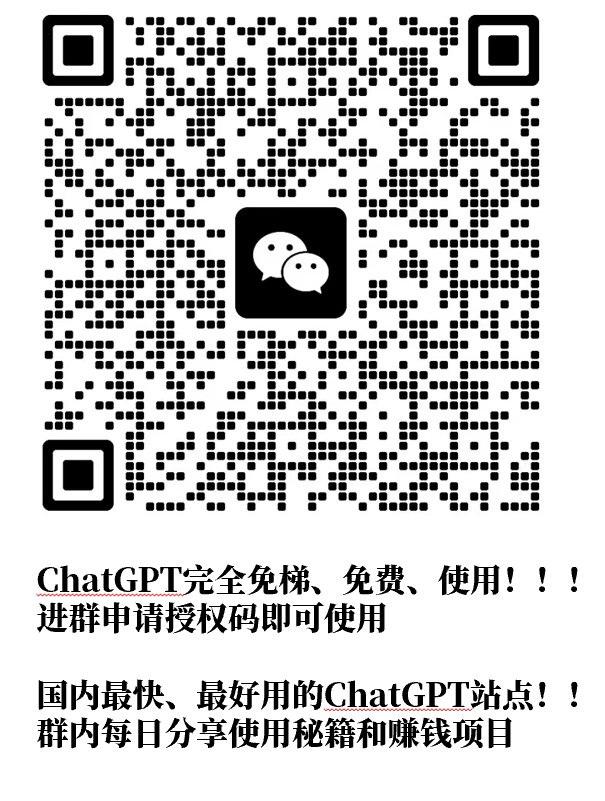 ChatGPT完全免梯、免费、使用！！！
进群申请授权码即可使用
国内最快、最好用的ChatGPT站点！！
群内每日分享使用秘籍和赚钱项目